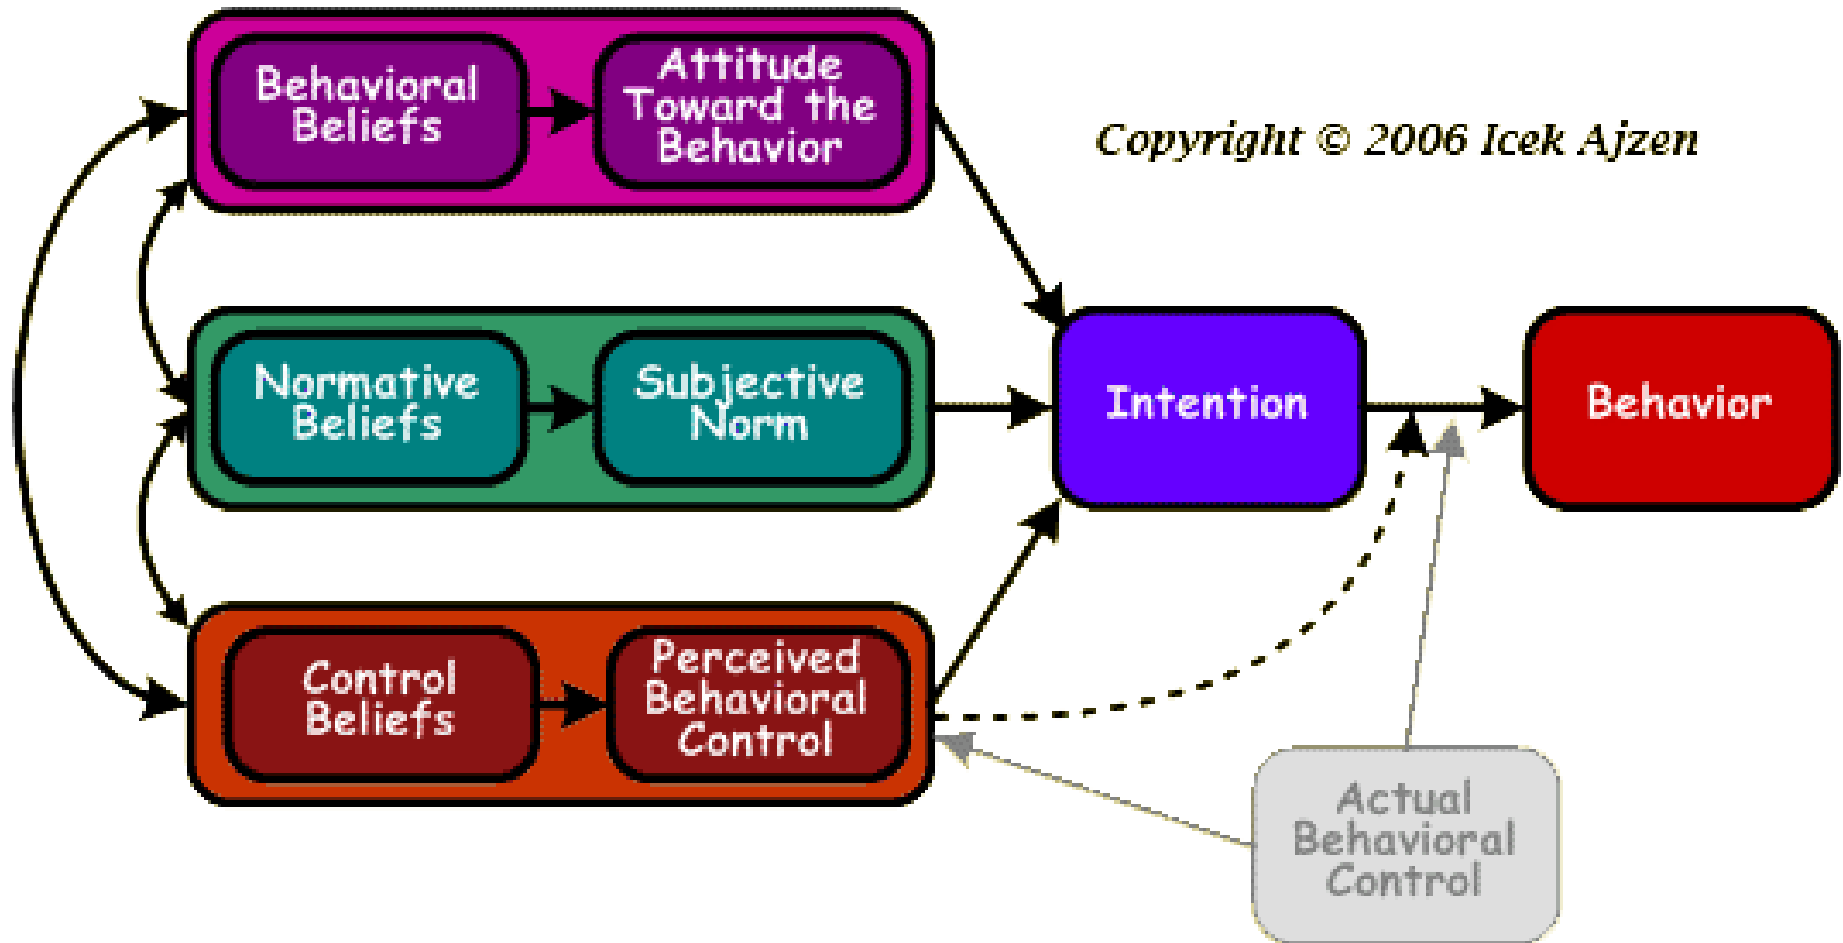 Behavioral
Beliefs
Attitude
Toward the
Behavior
Copyright © 2006 Icek Ajzen
Normative
Beliefs
Subjective
Norm
Intention
Behavior
Control
Beliefs
Perceived
Behavioral
Control
Actual
Behavioral
Control